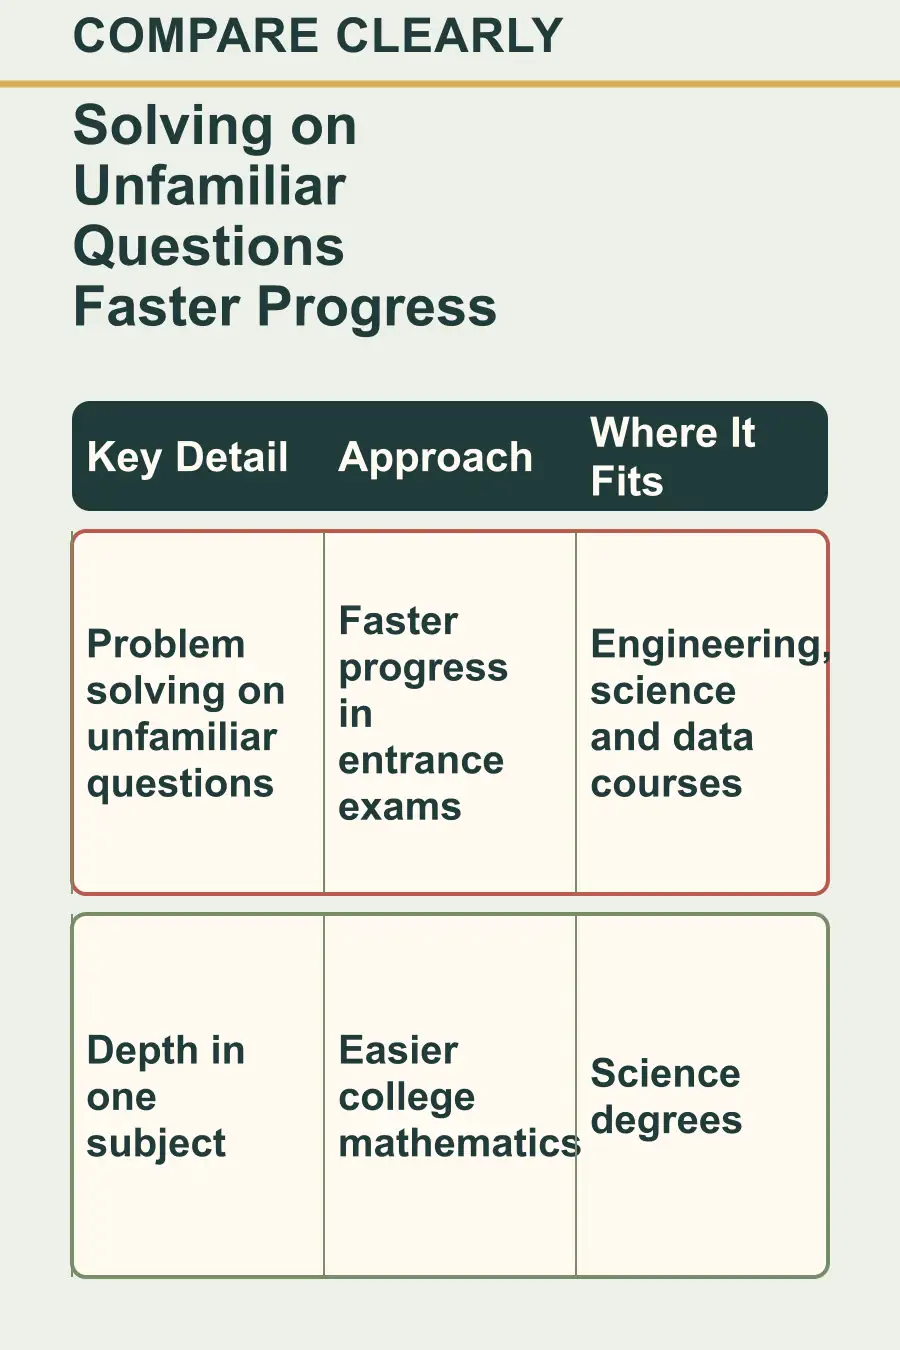 COMPARE CLEARLY
Solving on
Unfamiliar
Questions
Faster Progress
Key Detail
Approach
Where It
Fits
Problem
solving on
unfamiliar
questions
Faster
progress
in
entrance
exams
Engineering,
science
and data
courses
Depth in
one
subject
Easier
college
mathematics
Science
degrees